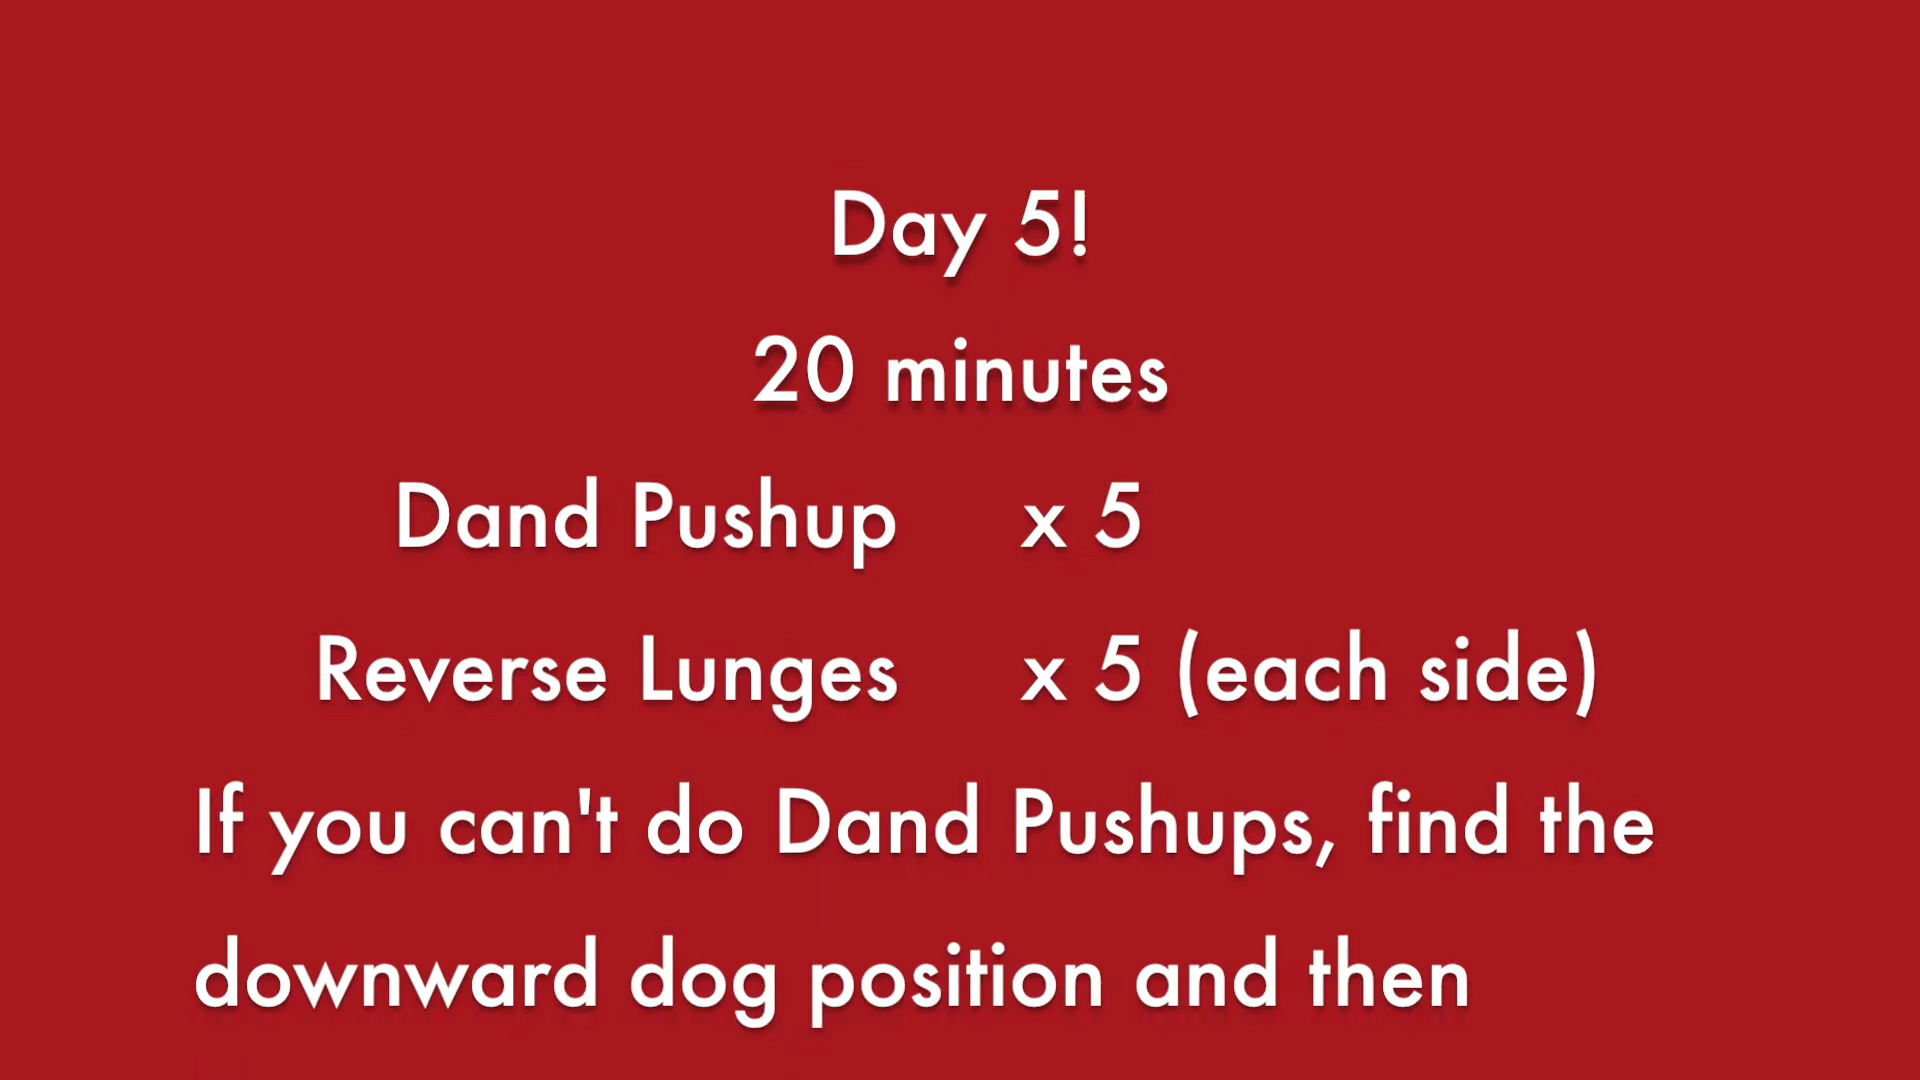 Day 5!
20 minutes
Dand Pushup x 5
Reverse Lunges x 5 (each side)
If you can't do Dand Pushups, find the
downward dog position and then